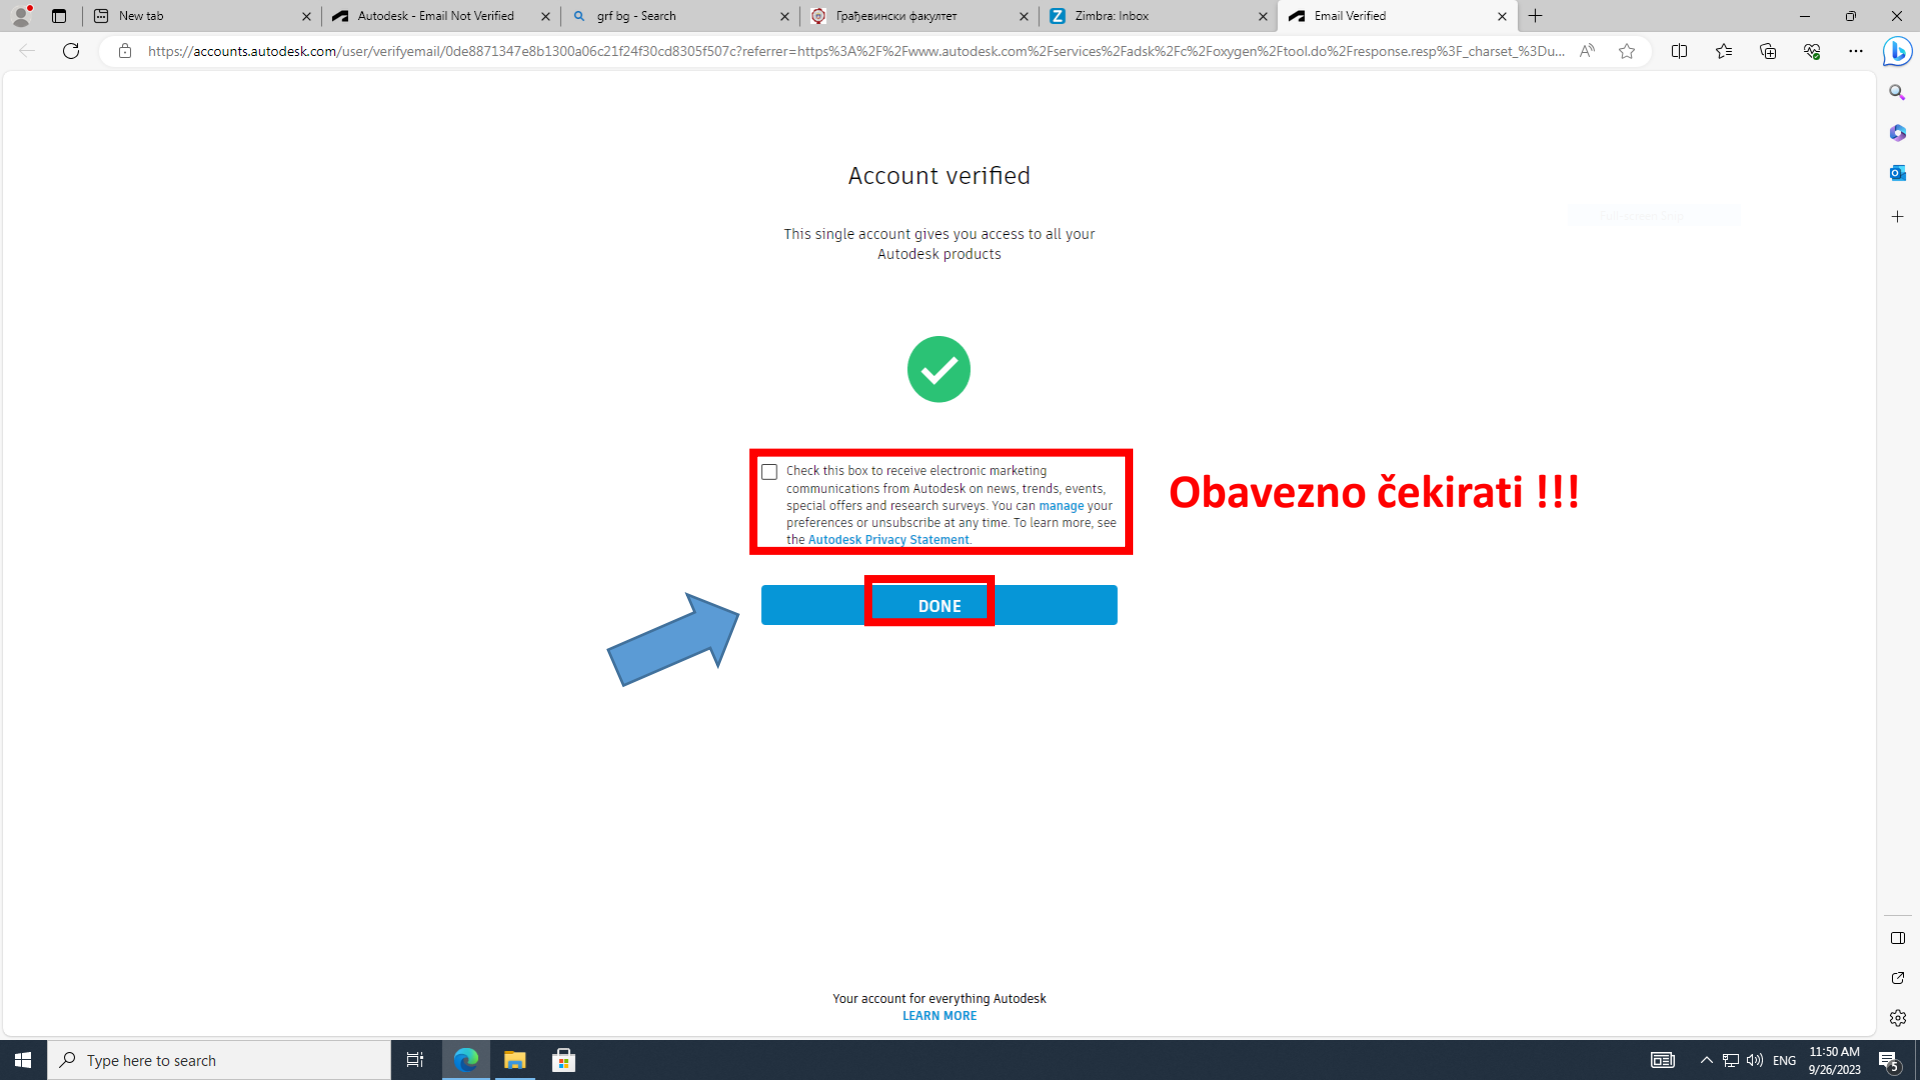 New tab
Autodesk - Email Not Verified
grf bg - Search
Грађевински факултет
Zimbra: Inbox
Email Verified
https://accounts.autodesk.com/user/verifyemail/0de8871347e8b1300a06c21f24f30cd8305f507c?referrer=https%3A%2F%2Fwww.autodesk.com%2Fservices%2Fadsk%2Fc%2Foxygen%2Ftool.do%2Fresponse.resp%3F_charset_%3Du...
Account verified
This single account gives you access to all your
Autodesk products
Check this box to receive electronic marketing
communications from Autodesk on news, trends, events,
special offers and research surveys. You can manage your
preferences or unsubscribe at any time. To learn more, see
the Autodesk Privacy Statement.
Obavezno čekirati !!!
DONE
Your account for everything Autodesk
LEARN MORE
Type here to search
ENG
11:50 AM
9/26/2023
5